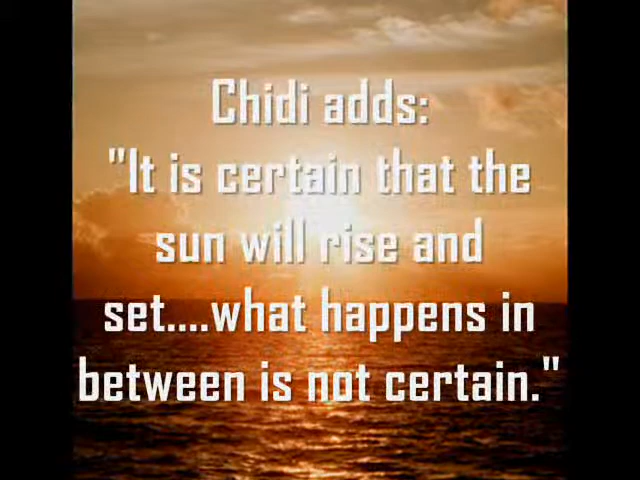 Chidi adds:
"It is certain that the
sun will rise and
set....what happens in
between is not certain."